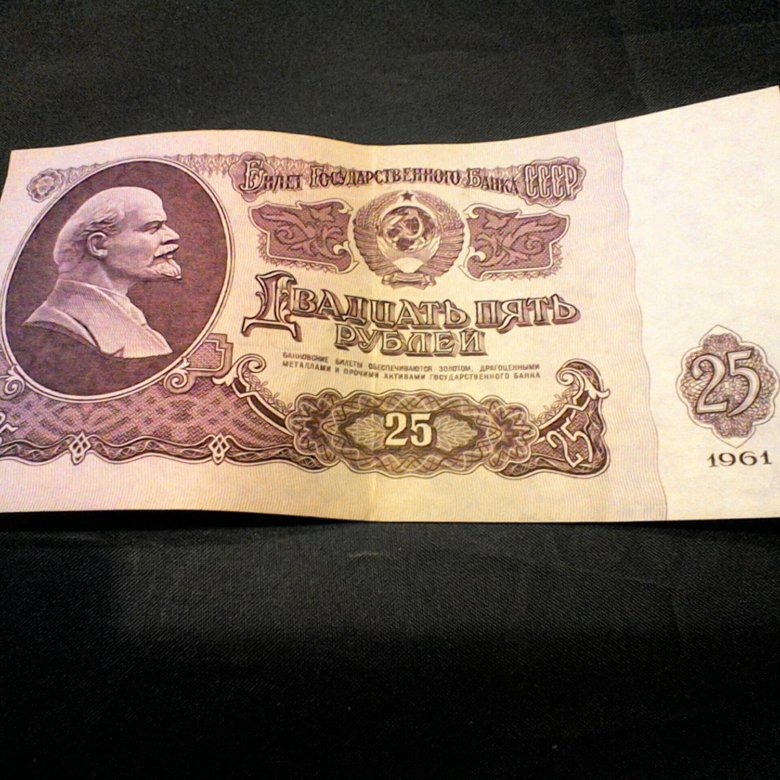 Билет Государственного Банка СССР
Двадцать пять
рублей
БАНКОВСКИЕ БИЛЕТЫ ОБЕСПЕЧИВАЮТСЯ ЗОЛОТОМ, ДРАГОЦЕННЫМИ
МЕТАЛЛАМИ И ПРОЧИМИ АКТИВАМИ ГОСУДАРСТВЕННОГО БАНКА
25
25
25
1961